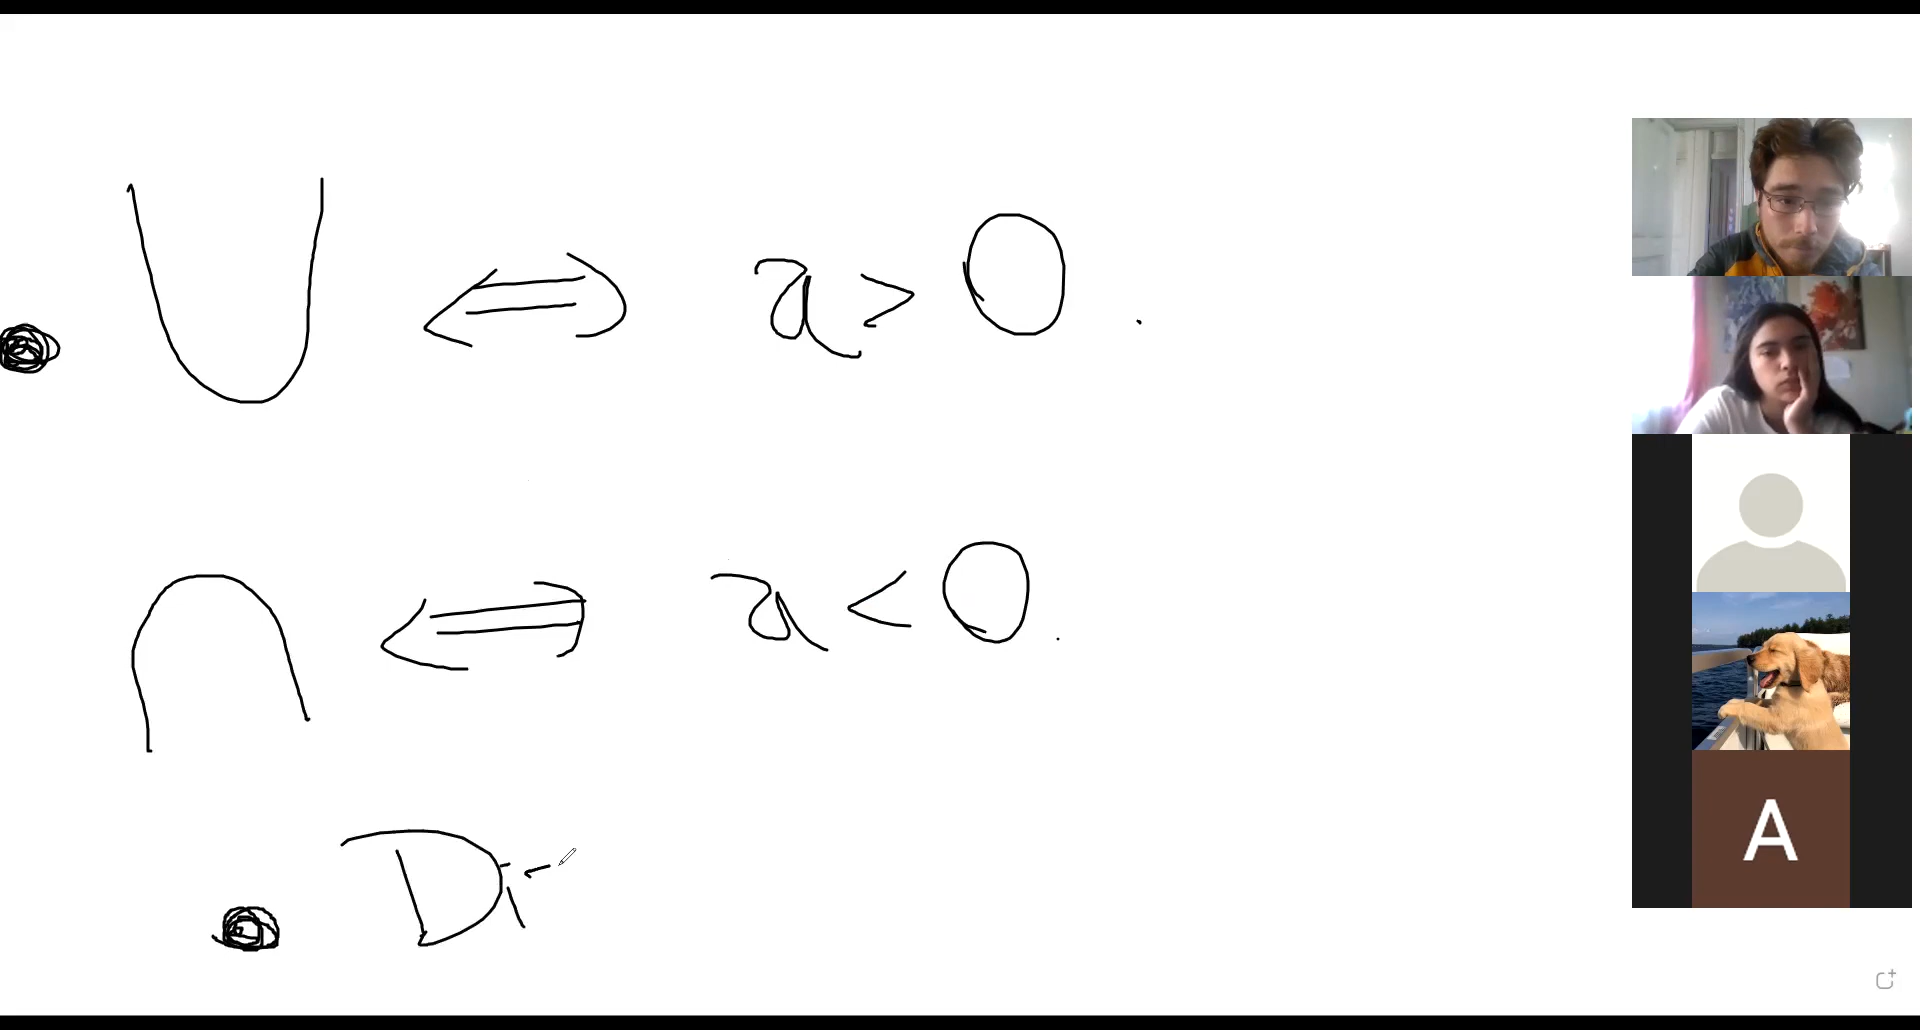 ⇔ a > 0.
⇔ a < 0.
Di
A